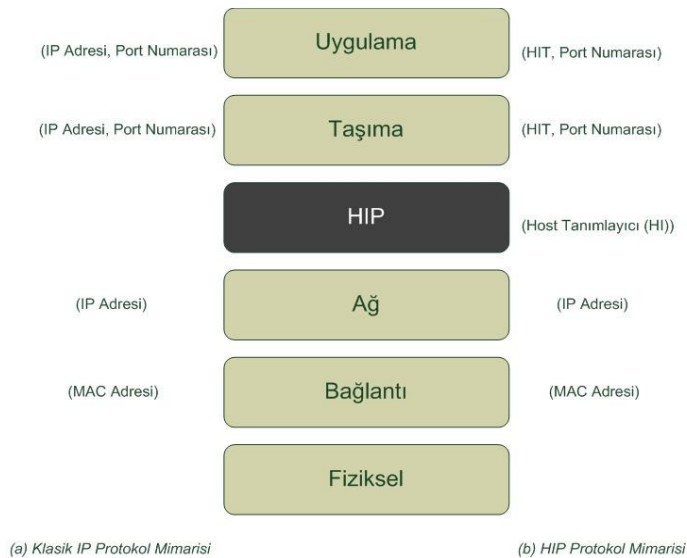 Uygulama
(IP Adresi, Port Numarası)
(HIT, Port Numarası)
Taşıma
(IP Adresi, Port Numarası)
(HIT, Port Numarası)
HIP
(Host Tanımlayıcı (HI))
Ağ
(IP Adresi)
(IP Adresi)
Bağlantı
(MAC Adresi)
(MAC Adresi)
Fiziksel
(a) Klasik IP Protokol Mimarisi
(b) HIP Protokol Mimarisi